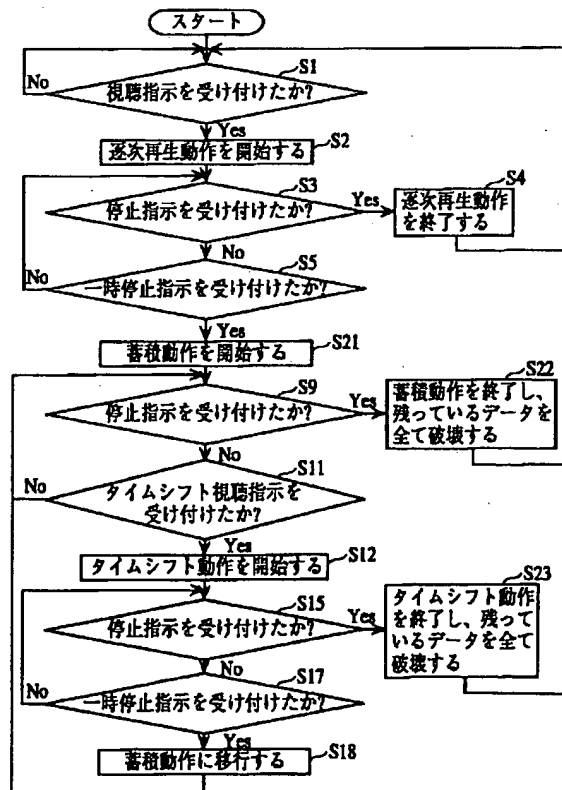 スタート
S1
視聴指示を受け付けたか?
No
Yes
S2
逐次再生動作を開始する
S3
停止指示を受け付けたか?
Yes
S4
逐次再生動作
を終了する
No
S5
一時停止指示を受け付けたか?
No
Yes
S21
蓄積動作を開始する
S9
停止指示を受け付けたか?
Yes
S22
蓄積動作を終了し、
残っているデータを
全て破壊する
No
S11
タイムシフト視聴指示を
受け付けたか?
No
Yes
S12
タイムシフト動作を開始する
S15
停止指示を受け付けたか?
Yes
S23
タイムシフト動作
を終了し、残って
いるデータを全て
破壊する
No
S17
一時停止指示を受け付けたか?
No
Yes
S18
蓄積動作に移行する